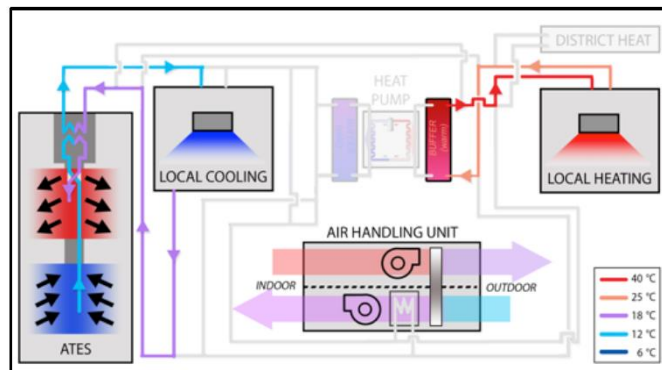 DISTRICT HEAT
HEAT
PUMP
BUFFER
(warm)
LOCAL COOLING
LOCAL HEATING
AIR HANDLING UNIT
INDOOR
OUTDOOR
ATES
40 °C
25 °C
18 °C
12 °C
6 °C